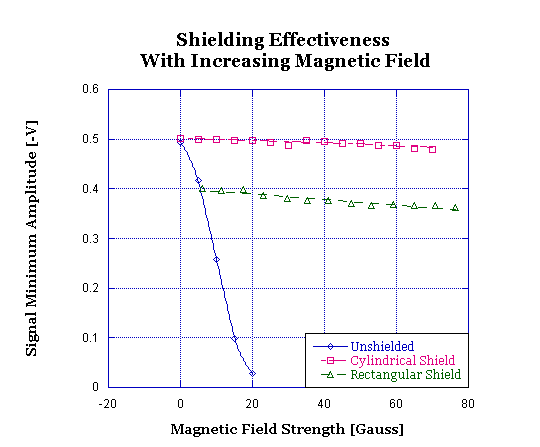 Shielding Effectiveness
With Increasing Magnetic Field
Signal Minimum Amplitude [-V]
0.6
0.5
0.4
0.3
0.2
0.1
0
-20
0
20
40
60
80
Unshielded
Cylindrical Shield
Rectangular Shield
Magnetic Field Strength [Gauss]